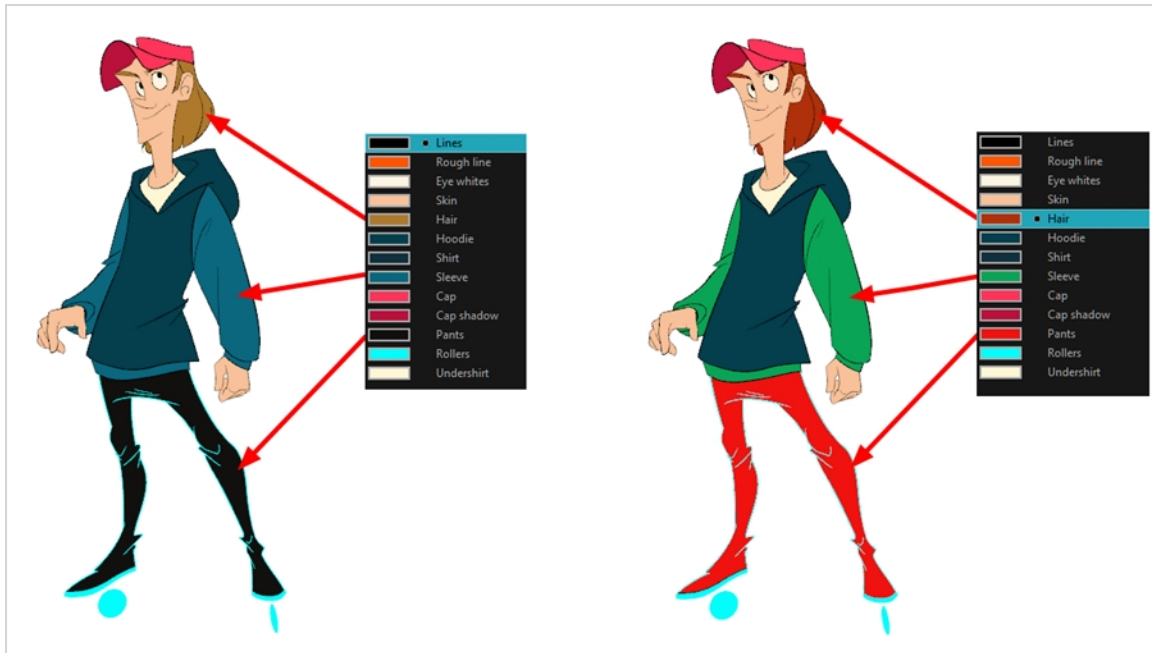 Lines
Rough line
Eye whites
Skin
Hair
Hoodie
Shirt
Sleeve
Cap
Cap shadow
Pants
Rollers
Undershirt
Lines
Rough line
Eye whites
Skin
Hair
Hoodie
Shirt
Sleeve
Cap
Cap shadow
Pants
Rollers
Undershirt